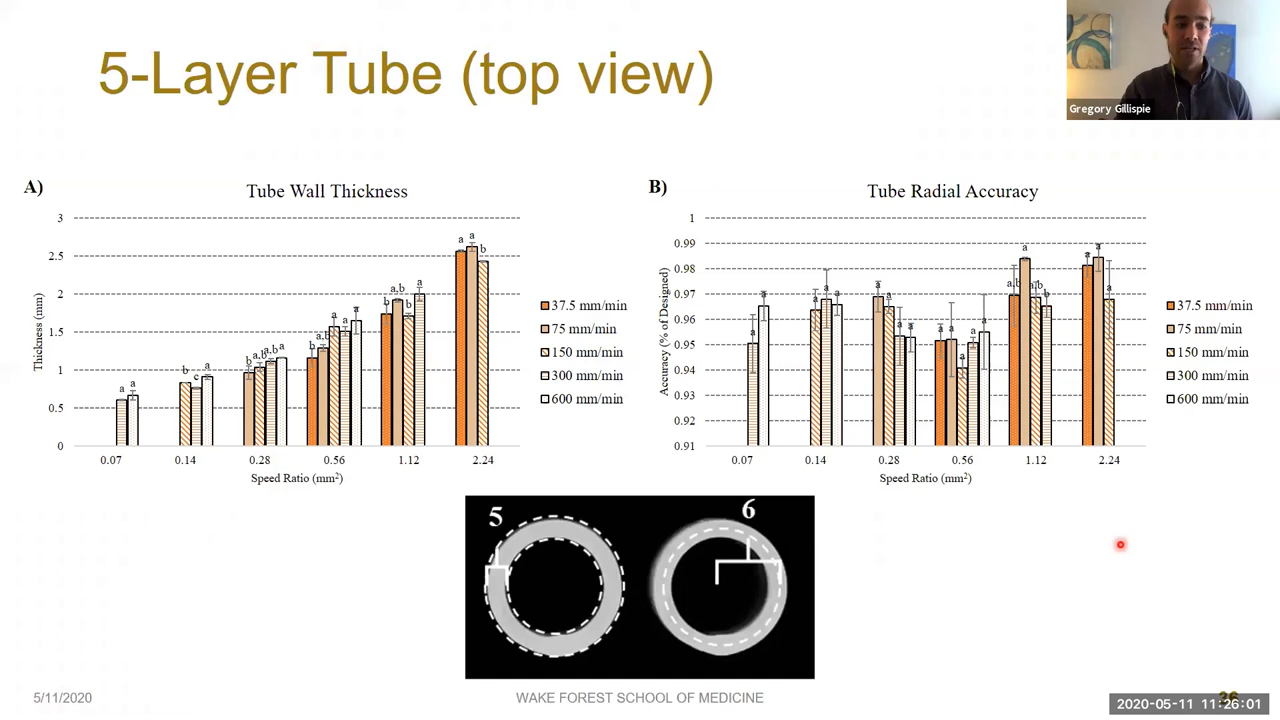 5-Layer Tube (top view)
Gregory Gillispie
A)
Tube Wall Thickness
3
2.5
2
1.5
1
0.5
0
Thickness (mm)
a a
b c a
b a,b a,b a
b a,b a a a
b a,b b a
a a b
0.07 0.14 0.28 0.56 1.12 2.24
Speed Ratio (mm²)
37.5 mm/min
75 mm/min
150 mm/min
300 mm/min
600 mm/min
B)
Tube Radial Accuracy
1
0.99
0.98
0.97
0.96
0.95
0.94
0.93
0.92
0.91
Accuracy (% of Designed)
a a
a a a
a a a a
a a a a a
a,b a a,b b
a a a
0.07 0.14 0.28 0.56 1.12 2.24
Speed Ratio (mm²)
37.5 mm/min
75 mm/min
150 mm/min
300 mm/min
600 mm/min
5
6
5/11/2020
WAKE FOREST SCHOOL OF MEDICINE
2020-05-11 11:26:01